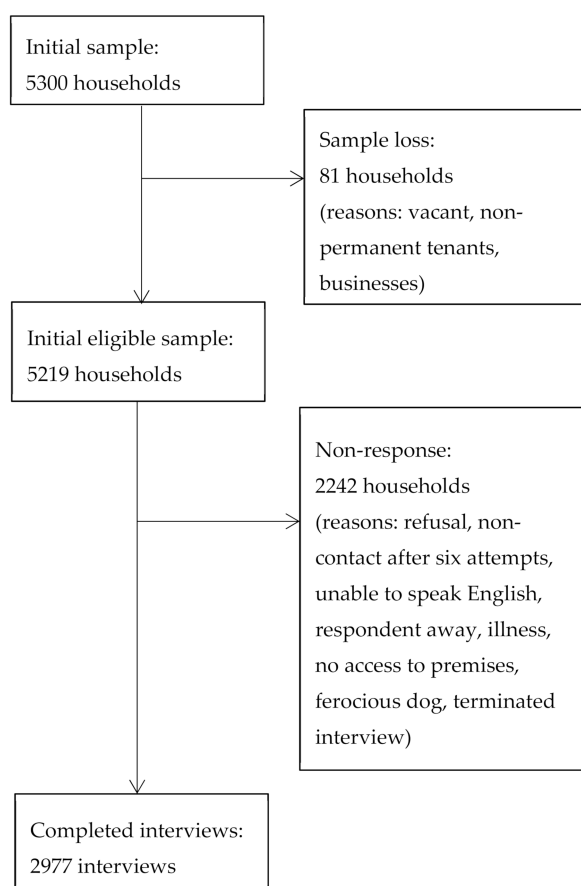 Initial sample:
5300 households
Sample loss:
81 households
(reasons: vacant, non-
permanent tenants,
businesses)
Initial eligible sample:
5219 households
Non-response:
2242 households
(reasons: refusal, non-
contact after six attempts,
unable to speak English,
respondent away, illness,
no access to premises,
ferocious dog, terminated
interview)
Completed interviews:
2977 interviews